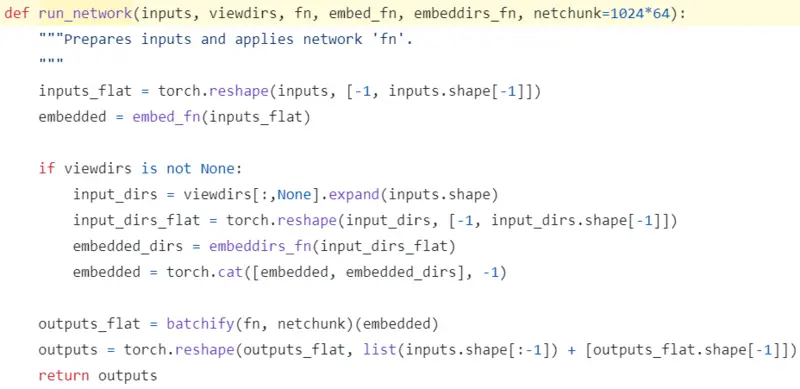 def run_network(inputs, viewdirs, fn, embed_fn, embeddirs_fn, netchunk=1024*64):
    """Prepares inputs and applies network 'fn'.
    """
    inputs_flat = torch.reshape(inputs, [-1, inputs.shape[-1]])
    embedded = embed_fn(inputs_flat)

    if viewdirs is not None:
        input_dirs = viewdirs[:,None].expand(inputs.shape)
        input_dirs_flat = torch.reshape(input_dirs, [-1, input_dirs.shape[-1]])
        embedded_dirs = embeddirs_fn(input_dirs_flat)
        embedded = torch.cat([embedded, embedded_dirs], -1)

    outputs_flat = batchify(fn, netchunk)(embedded)
    outputs = torch.reshape(outputs_flat, list(inputs.shape[:-1]) + [outputs_flat.shape[-1]])
    return outputs